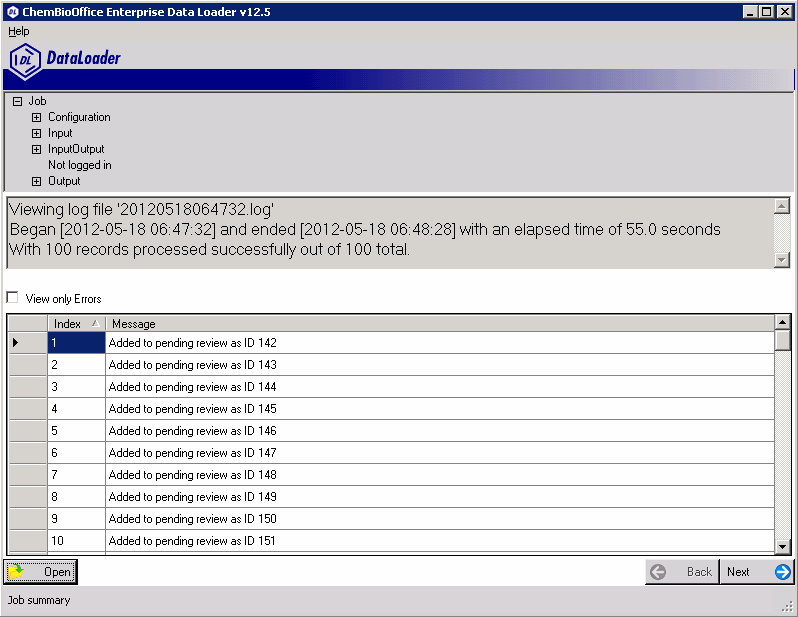 ChemBioOffice Enterprise Data Loader v12.5
Help
DL DataLoader
Job
Configuration
Input
InputOutput
Not logged in
Output
Viewing log file '20120518064732.log'
Began [2012-05-18 06:47:32] and ended [2012-05-18 06:48:28] with an elapsed time of 55.0 seconds
With 100 records processed successfully out of 100 total.
View only Errors
Index Message
1 Added to pending review as ID 142
2 Added to pending review as ID 143
3 Added to pending review as ID 144
4 Added to pending review as ID 145
5 Added to pending review as ID 146
6 Added to pending review as ID 147
7 Added to pending review as ID 148
8 Added to pending review as ID 149
9 Added to pending review as ID 150
10 Added to pending review as ID 151
Open Back Next
Job summary